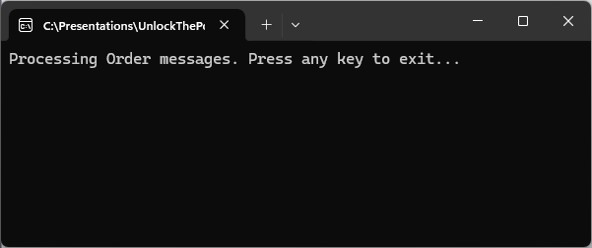 C:\Presentations\UnlockThePo
Processing Order messages. Press any key to exit...